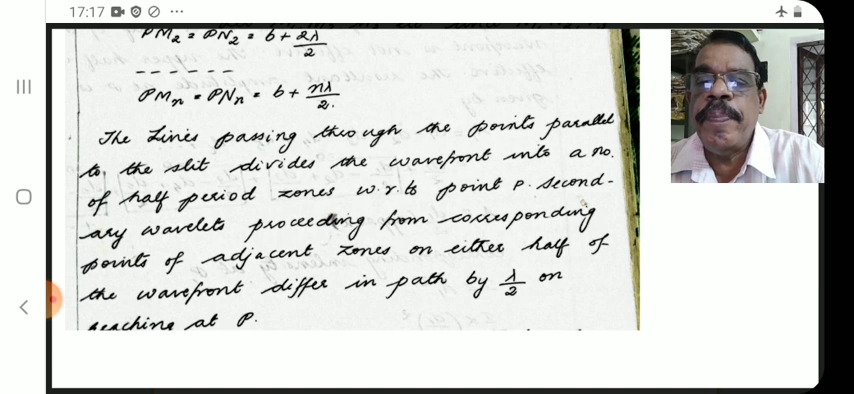 17:17
PM₂ = PN₂ = b + 2λ/2
PMₙ = PNₙ = b + nλ/2.
The Lines passing through the points parallel
to the slit divides the wavefront into a no.
of half period zones w.r.to point P. Second-
ary wavelets proceeding from corresponding
points of adjacent zones on either half of
the wavefront differ in path by λ/2 on
reaching at P.